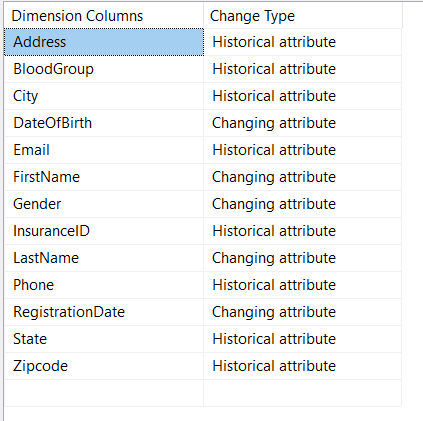 Dimension Columns Change Type
Address Historical attribute
BloodGroup Historical attribute
City Historical attribute
DateOfBirth Changing attribute
Email Historical attribute
FirstName Changing attribute
Gender Changing attribute
InsuranceID Historical attribute
LastName Changing attribute
Phone Historical attribute
RegistrationDate Changing attribute
State Historical attribute
Zipcode Historical attribute